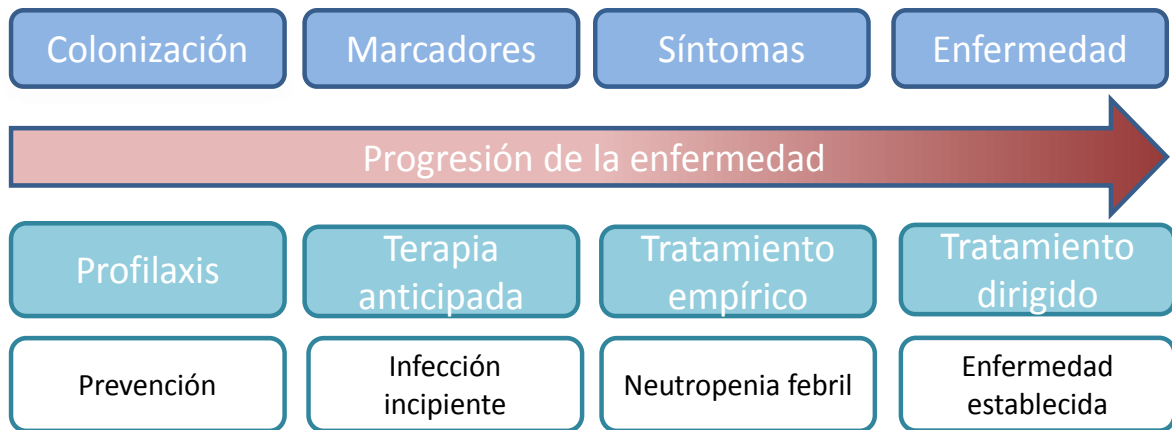 Colonización
Marcadores
Síntomas
Enfermedad
Progresión de la enfermedad
Profilaxis
Terapia
anticipada
Tratamiento
empírico
Tratamiento
dirigido
Prevención
Infección
incipiente
Neutropenia febril
Enfermedad
establecida